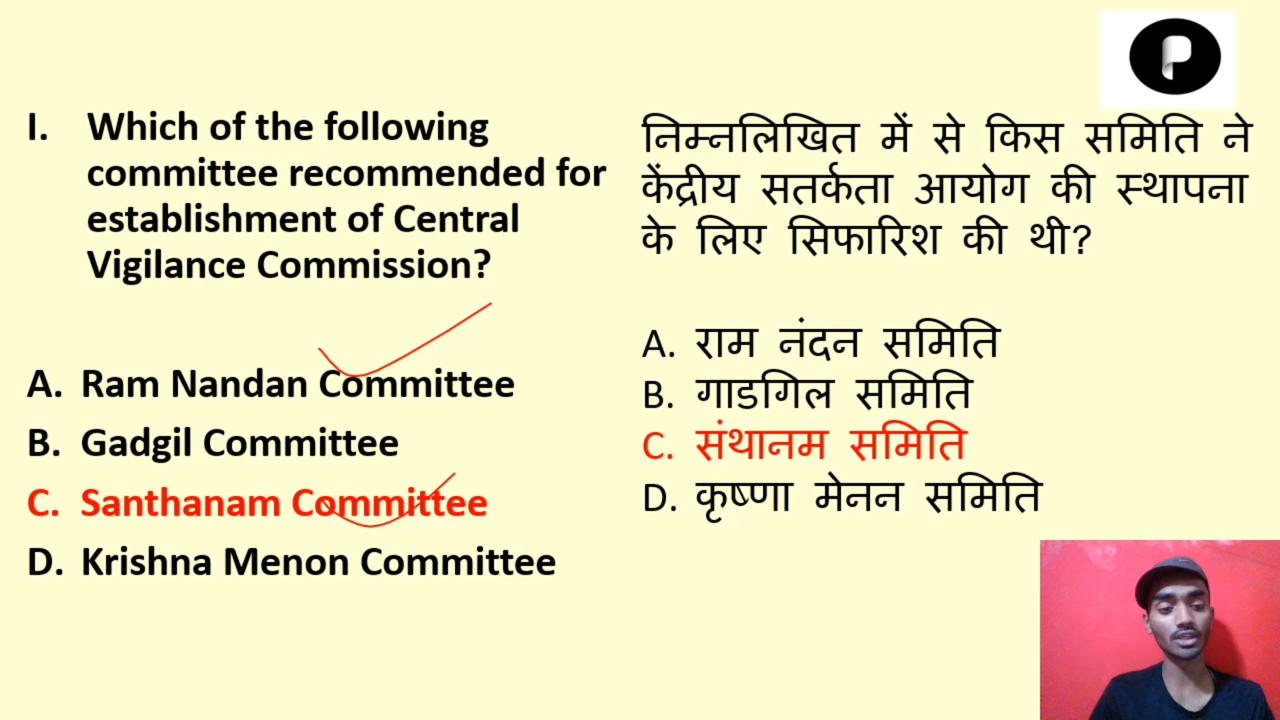 I. Which of the following
committee recommended for
establishment of Central
Vigilance Commission?
A. Ram Nandan Committee
B. Gadgil Committee
C. Santhanam Committee
D. Krishna Menon Committee
निम्नलिखित में से किस समिति ने
केंद्रीय सतर्कता आयोग की स्थापना
के लिए सिफारिश की थी?
A. राम नंदन समिति
B. गाडगिल समिति
C. संथानम समिति
D. कृष्णा मेनन समिति
P